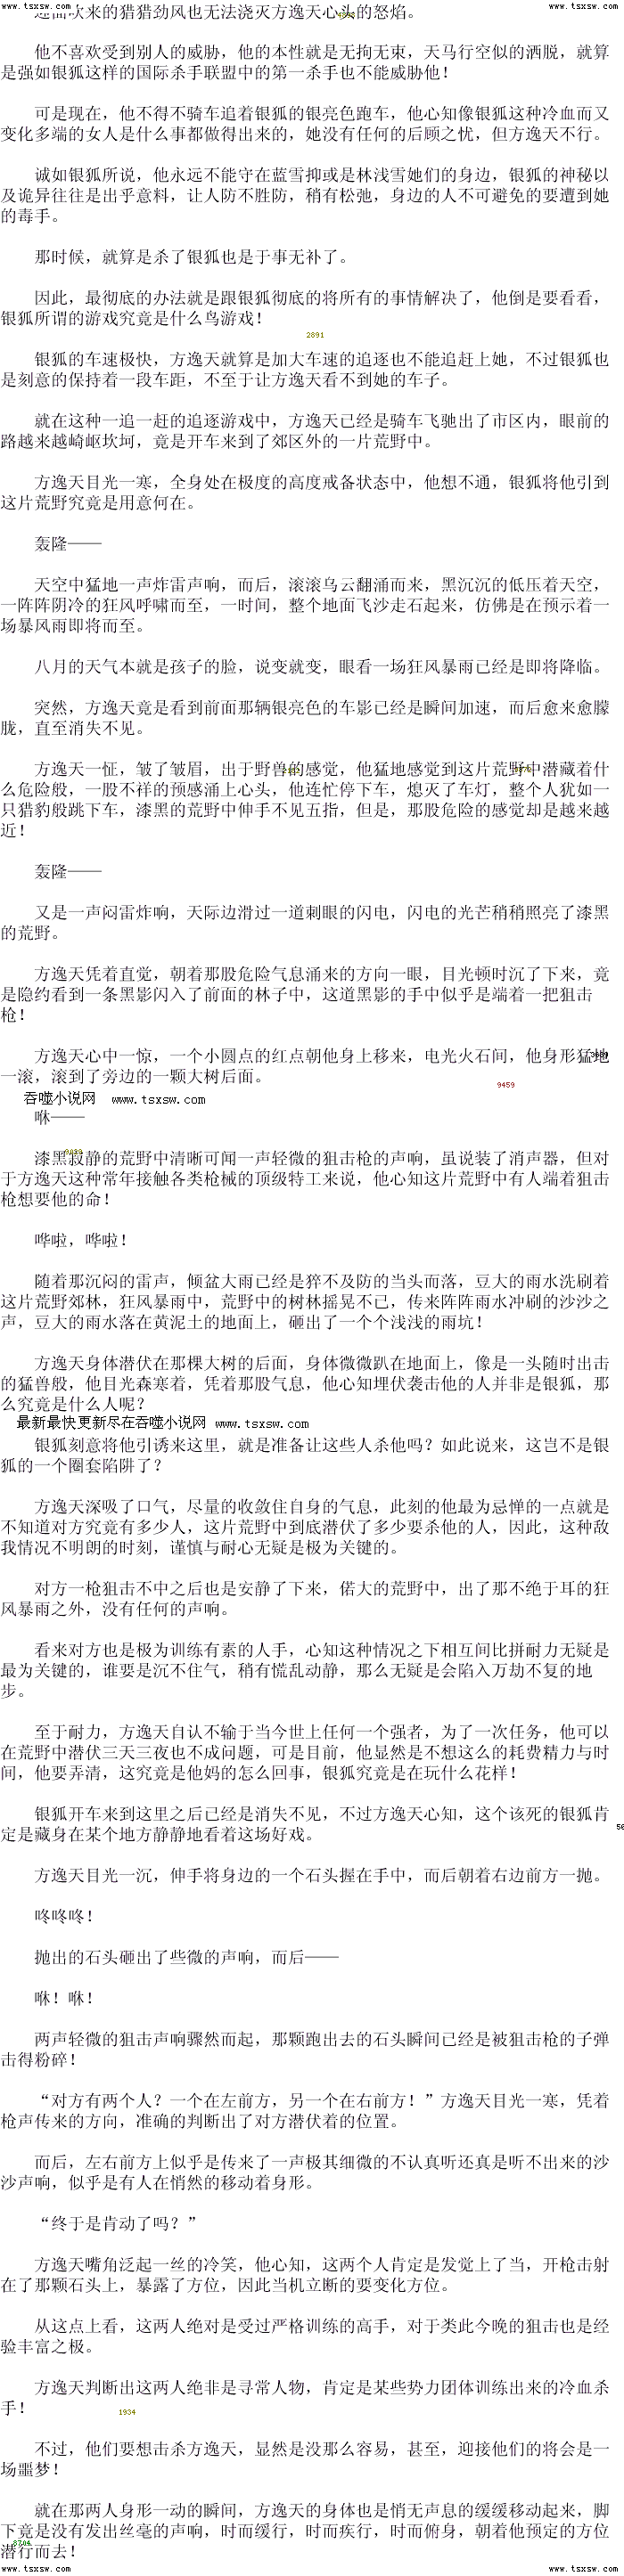 www.tsxsw.com www.tsxsw.com
迎面吹来的猎猎劲风也无法浇灭方逸天心头的怒焰。
他不喜欢受到别人的威胁，他的本性就是无拘无束，天马行空似的洒脱，就算
是强如银狐这样的国际杀手联盟中的第一杀手也不能威胁他！
可是现在，他不得不骑车追着银狐的银亮色跑车，他心知像银狐这种冷血而又
变化多端的女人是什么事都做得出来的，她没有任何的后顾之忧，但方逸天不行。
诚如银狐所说，他永远不能守在蓝雪抑或是林浅雪她们的身边，银狐的神秘以
及诡异往往是出乎意料，让人防不胜防，稍有松弛，身边的人不可避免的要遭到她
的毒手。
那时候，就算是杀了银狐也是于事无补了。
因此，最彻底的办法就是跟银狐彻底的将所有的事情解决了，他倒是要看看，
银狐所谓的游戏究竟是什么鸟游戏！
2891
银狐的车速极快，方逸天就算是加大车速的追逐也不能追赶上她，不过银狐也
是刻意的保持着一段车距，不至于让方逸天看不到她的车子。
就在这种一追一赶的追逐游戏中，方逸天已经是骑车飞驰出了市区内，眼前的
路越来越崎岖坎坷，竟是开车来到了郊区外的一片荒野中。
方逸天目光一寒，全身处在极度的高度戒备状态中，他想不通，银狐将他引到
这片荒野究竟是用意何在。
轰隆——
天空中猛地一声炸雷声响，而后，滚滚乌云翻涌而来，黑沉沉的低压着天空，
一阵阵阴冷的狂风呼啸而至，一时间，整个地面飞沙走石起来，仿佛是在预示着一
场暴风雨即将而至。
八月的天气本就是孩子的脸，说变就变，眼看一场狂风暴雨已经是即将降临。
突然，方逸天竟是看到前面那辆银亮色的车影已经是瞬间加速，而后愈来愈朦
胧，直至消失不见。
方逸天一怔，皱了皱眉，出于野兽的感觉，他猛地感觉到这片荒野中潜藏着什
么危险般，一股不祥的预感涌上心头，他连忙停下车，熄灭了车灯，整个人犹如一
只猎豹般跳下车，漆黑的荒野中伸手不见五指，但是，那股危险的感觉却是越来越
近！
轰隆——
又是一声闷雷炸响，天际边滑过一道刺眼的闪电，闪电的光芒稍稍照亮了漆黑
的荒野。
方逸天凭着直觉，朝着那股危险气息涌来的方向一眼，目光顿时沉了下来，竟
是隐约看到一条黑影闪入了前面的林子中，这道黑影的手中似乎是端着一把狙击
枪！
方逸天心中一惊，一个小圆点的红点朝他身上移来，电光火石间，他身形猛地
一滚，滚到了旁边的一颗大树后面。
9459
吞噬小说网 www.tsxsw.com
咻——
漆黑寂静的荒野中清晰可闻一声轻微的狙击枪的声响，虽说装了消声器，但对
于方逸天这种常年接触各类枪械的顶级特工来说，他心知这片荒野中有人端着狙击
枪想要他的命！
哗啦，哗啦！
随着那沉闷的雷声，倾盆大雨已经是猝不及防的当头而落，豆大的雨水洗刷着
这片荒野郊林，狂风暴雨中，荒野中的树林摇晃不已，传来阵阵雨水冲刷的沙沙之
声，豆大的雨水落在黄泥土的地面上，砸出了一个个浅浅的雨坑！
方逸天身体潜伏在那棵大树的后面，身体微微趴在地面上，像是一头随时出击
的猛兽般，他目光森寒着，凭着那股气息，他心知埋伏袭击他的人并非是银狐，那
么究竟是什么人呢？
最新最快更新尽在吞噬小说网 www.tsxsw.com
银狐刻意将他引诱来这里，就是准备让这些人杀他吗？如此说来，这岂不是银
狐的一个圈套陷阱了？
方逸天深吸了口气，尽量的收敛住自身的气息，此刻的他最为忌惮的一点就是
不知道对方究竟有多少人，这片荒野中到底潜伏了多少要杀他的人，因此，这种敌
我情况不明朗的时刻，谨慎与耐心无疑是极为关键的。
对方一枪狙击不中之后也是安静了下来，偌大的荒野中，出了那不绝于耳的狂
风暴雨之外，没有任何的声响。
看来对方也是极为训练有素的人手，心知这种情况之下相互间比拼耐力无疑是
最为关键的，谁要是沉不住气，稍有慌乱动静，那么无疑是会陷入万劫不复的地
步。
至于耐力，方逸天自认不输于当今世上任何一个强者，为了一次任务，他可以
在荒野中潜伏三天三夜也不成问题，可是目前，他显然是不想这么的耗费精力与时
间，他要弄清，这究竟是他妈的怎么回事，银狐究竟是在玩什么花样！
银狐开车来到这里之后已经是消失不见，不过方逸天心知，这个该死的银狐肯
定是藏身在某个地方静静地看着这场好戏。
方逸天目光一沉，伸手将身边的一个石头握在手中，而后朝着右边前方一抛。
咚咚咚！
抛出的石头砸出了些微的声响，而后——
咻！咻！
两声轻微的狙击声响骤然而起，那颗跑出去的石头瞬间已经是被狙击枪的子弹
击得粉碎！
“对方有两个人？一个在左前方，另一个在右前方！”方逸天目光一寒，凭着
枪声传来的方向，准确的判断出了对方潜伏着的位置。
而后，左右前方上似乎是传来了一声极其细微的不认真听还真是听不出来的沙
沙声响，似乎是有人在悄然的移动着身形。
“终于是肯动了吗？”
方逸天嘴角泛起一丝的冷笑，他心知，这两个人肯定是发觉上了当，开枪击射
在了那颗石头上，暴露了方位，因此当机立断的要变化方位。
从这点上看，这两人绝对是受过严格训练的高手，对于类此今晚的狙击也是经
验丰富之极。
方逸天判断出这两人绝非是寻常人物，肯定是某些势力团体训练出来的冷血杀
手！
1934
不过，他们要想击杀方逸天，显然是没那么容易，甚至，迎接他们的将会是一
场噩梦！
就在那两人身形一动的瞬间，方逸天的身体也是悄无声息的缓缓移动起来，脚
下竟是没有发出丝毫的声响，时而缓行，时而疾行，时而俯身，朝着他预定的方位
潜行而去！
www.tsxsw.com www.tsxsw.com